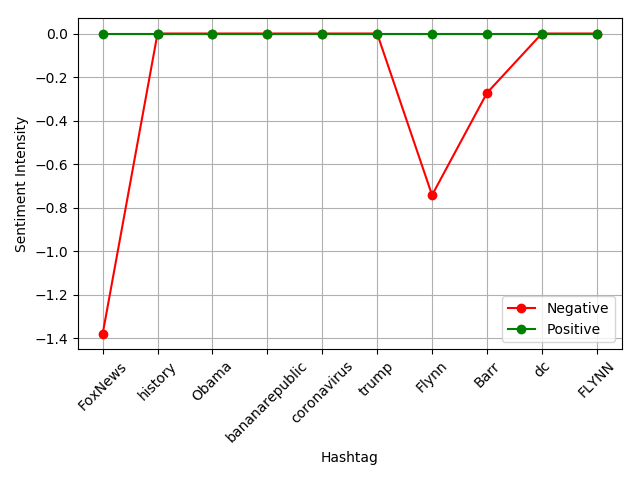 0.0
−0.2
−0.4
−0.6
−0.8
−1.0
−1.2
−1.4
Sentiment Intensity
Negative
Positive
FoxNews
history
Obama
bananarepublic
coronavirus
trump
Flynn
Barr
dc
FLYNN
Hashtag